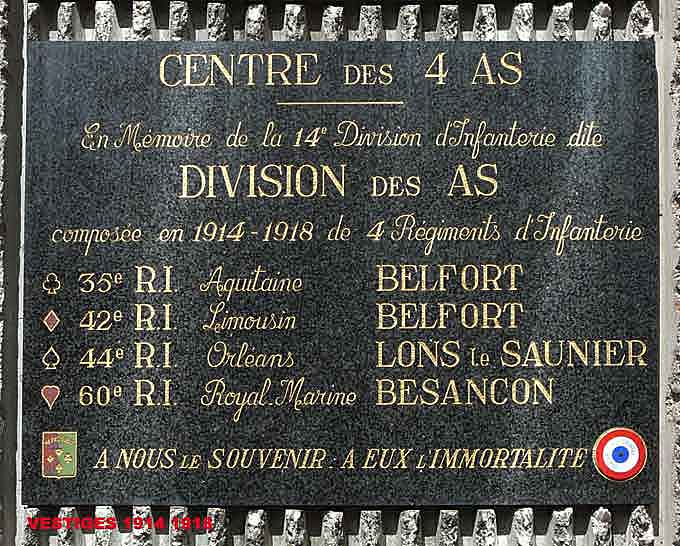 CENTRE DES 4 AS
En Mémoire de la 14e Division d'Infanterie dite
DIVISION DES AS
composée en 1914-1918 de 4 Régiments d'Infanterie
35e R.I. Aquitaine BELFORT
42e R.I. Limousin BELFORT
44e R.I. Orléans LONS le SAUNIER
60e R.I. Royal-Marine BESANCON
A NOUS LE SOUVENIR : A EUX L'IMMORTALITE
VESTIGES 1914 1918